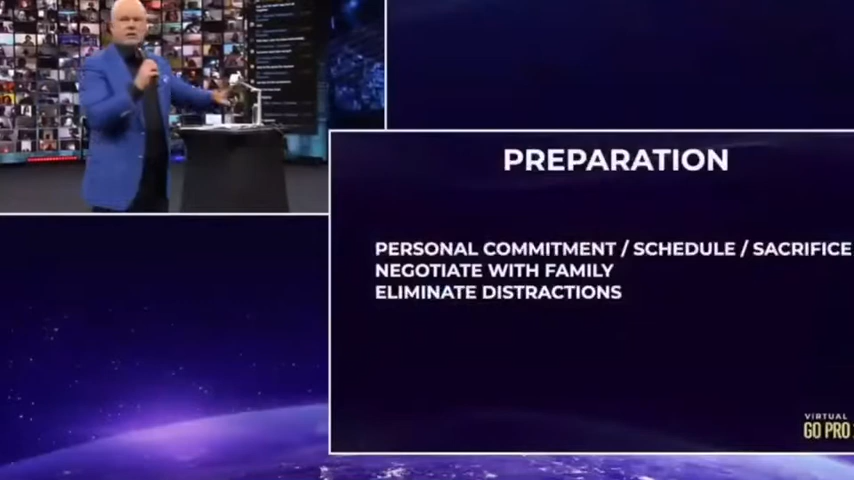 PREPARATION
PERSONAL COMMITMENT / SCHEDULE / SACRIFICE
NEGOTIATE WITH FAMILY
ELIMINATE DISTRACTIONS
VIRTUAL
GO PRO